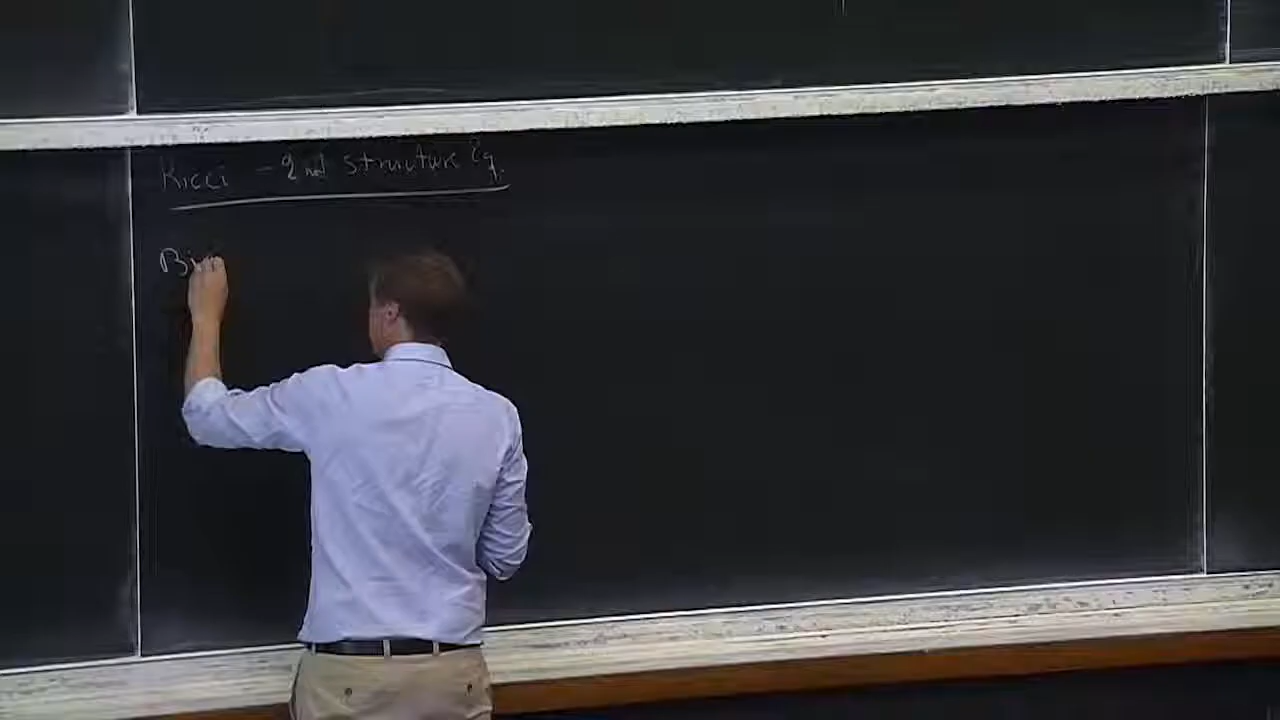 Ricci - 2nd structure Eq.
Bi